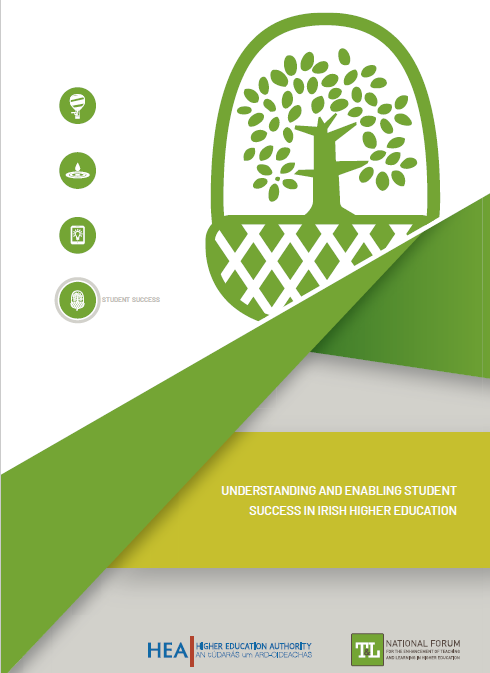 STUDENT SUCCESS
UNDERSTANDING AND ENABLING STUDENT
SUCCESS IN IRISH HIGHER EDUCATION
HEA
HIGHER EDUCATION AUTHORITY
AN tÚDARÁS um ARD-OIDEACHAS
T&L
NATIONAL FORUM
FOR THE ENHANCEMENT OF TEACHING
AND LEARNING IN HIGHER EDUCATION